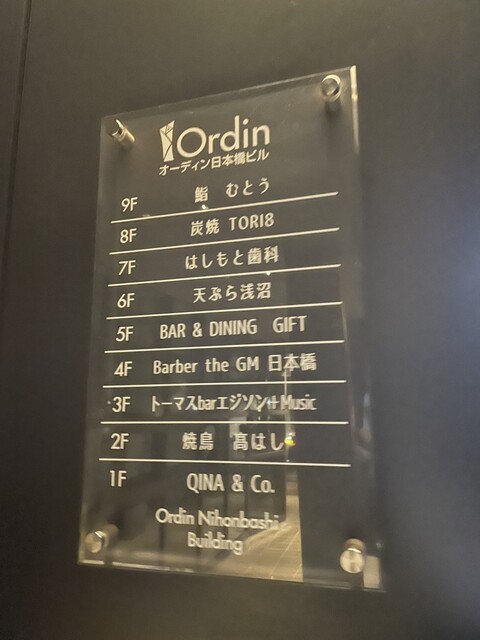 Ordin
オーディン日本橋ビル
9F 鮨 むとう
8F 炭焼 TORI8
7F はしもと歯科
6F 天ぷら浅沼
5F BAR & DINING GIFT
4F Barber the GM 日本橋
3F トーマスbarエジソン+Music
2F 焼鳥 髙はし
1F QINA & Co.
Ordin Nihonbashi
Building